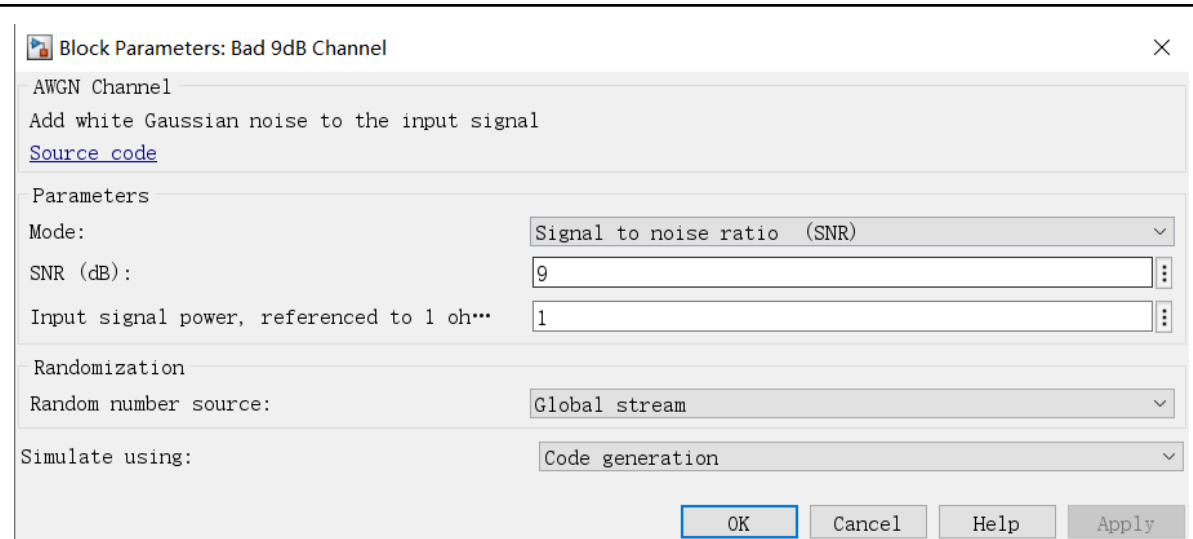 Block Parameters: Bad 9dB Channel
AWGN Channel
Add white Gaussian noise to the input signal
Source code
Parameters
Mode: Signal to noise ratio (SNR)
SNR (dB): 9
Input signal power, referenced to 1 oh… 1
Randomization
Random number source: Global stream
Simulate using: Code generation
OK Cancel Help Apply